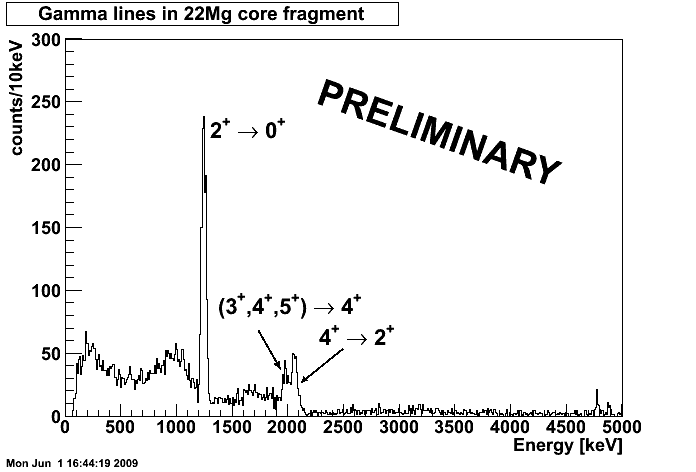 Gamma lines in 22Mg core fragment
counts/10keV
300
250
200
150
100
50
0
PRELIMINARY
2⁺ → 0⁺
(3⁺,4⁺,5⁺) → 4⁺
4⁺ → 2⁺
0 500 1000 1500 2000 2500 3000 3500 4000 4500 5000
Energy [keV]
Mon Jun 1 16:44:19 2009